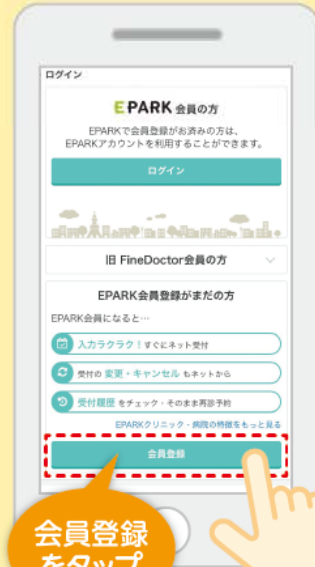 ログイン
EPARK 会員の方
EPARKで会員登録がお済みの方は、
EPARKアカウントを利用することができます。
ログイン
旧 FineDoctor会員の方
EPARK会員登録がまだの方
EPARK会員になると…
入力ラクラク！すぐにネット受付
受付の 変更・キャンセル もネットから
受付履歴 をチェック・そのまま再診予約
EPARKクリニック・病院の特徴をもっと見る
会員登録
会員登録
をタップ